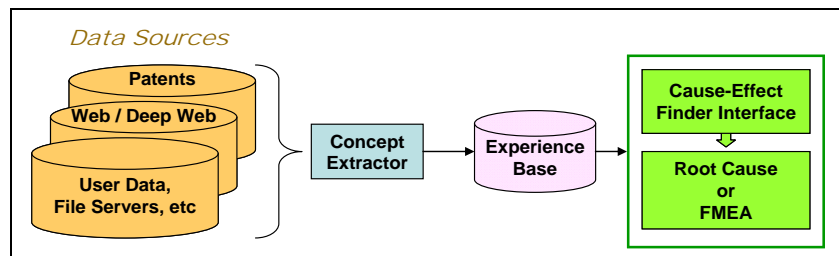 Data Sources
Patents
Web / Deep Web
User Data,
File Servers, etc
Concept
Extractor
Experience
Base
Cause-Effect
Finder Interface
Root Cause
or
FMEA